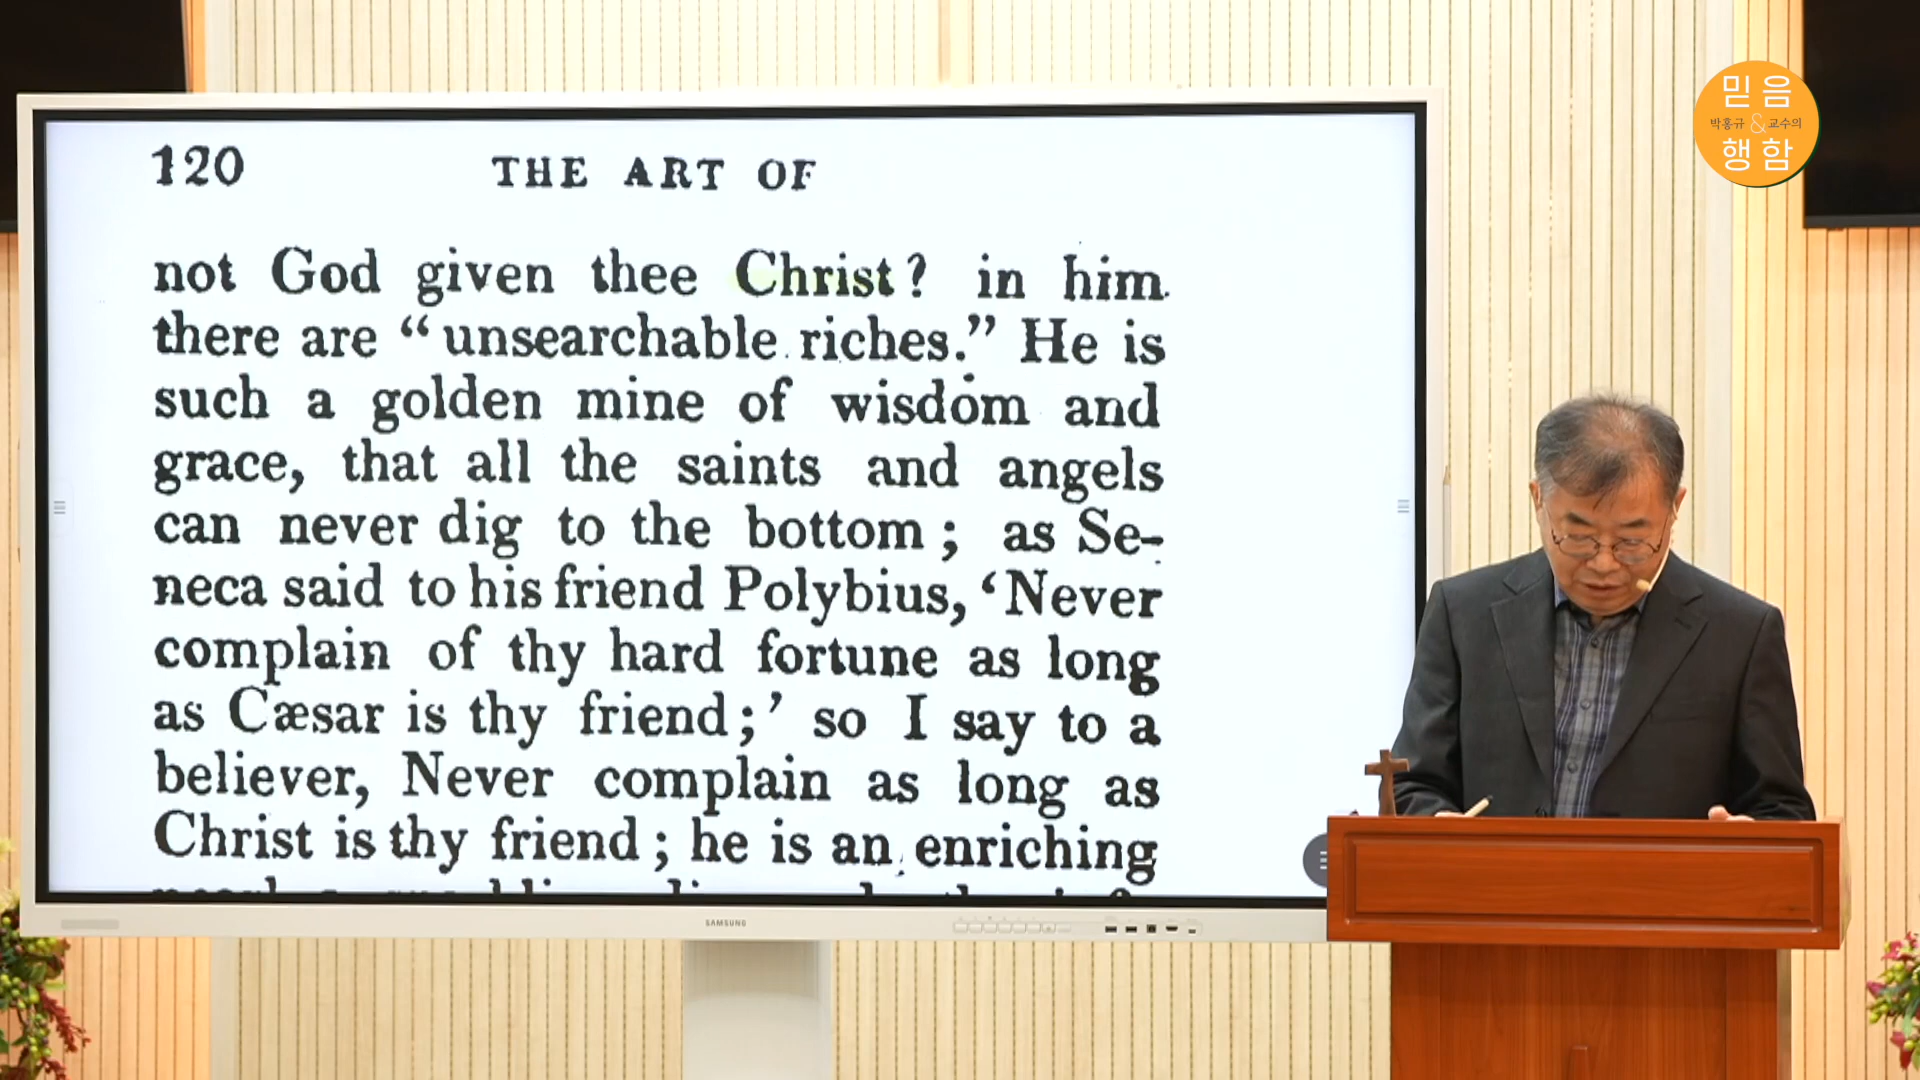 120 THE ART OF
not God given thee Christ? in him
there are “unsearchable riches.” He is
such a golden mine of wisdom and
grace, that all the saints and angels
can never dig to the bottom; as Se-
neca said to his friend Polybius, ‘Never
complain of thy hard fortune as long
as Cæsar is thy friend;’ so I say to a
believer, Never complain as long as
Christ is thy friend; he is an enriching
SAMSUNG
믿음
박흥규 & 교수의
행함